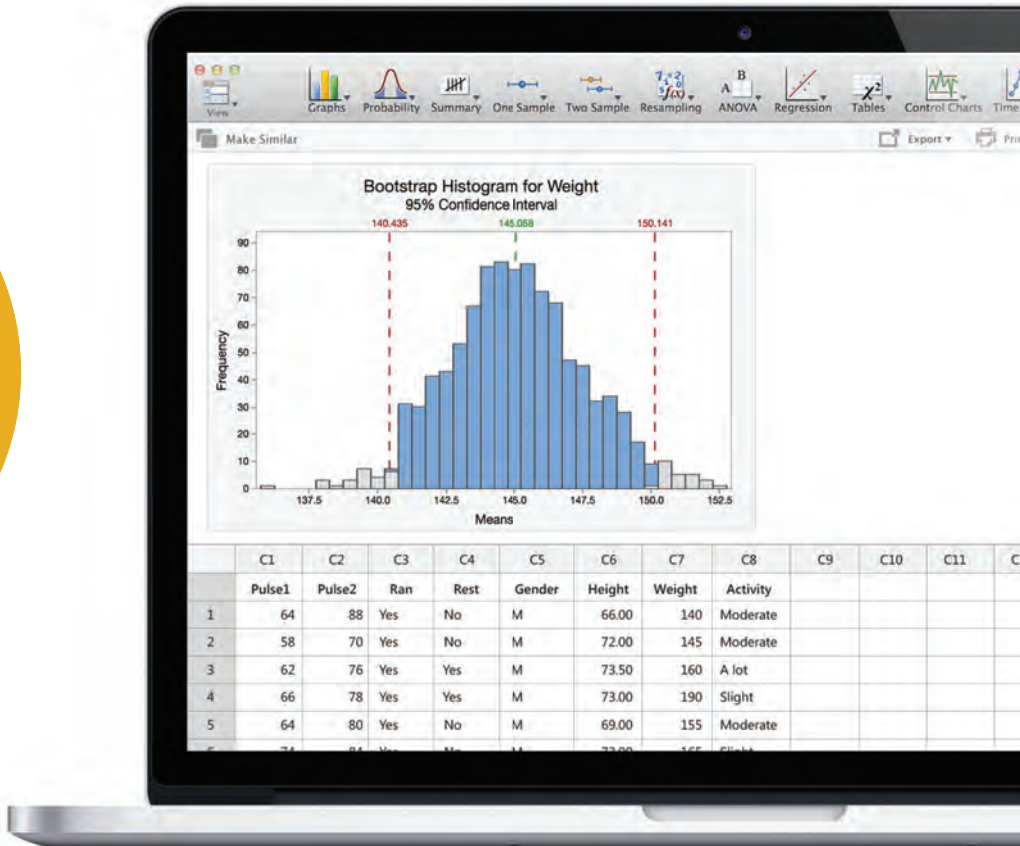 View
Graphs Probability Summary One Sample Two Sample Resampling ANOVA Regression Tables Control Charts Time
Make Similar Export
Bootstrap Histogram for Weight
95% Confidence Interval
140.435 145.058 150.141
90
80
70
60
50
40
30
20
10
0
Frequency
137.5 140.0 142.5 145.0 147.5 150.0 152.5
Means
C1 C2 C3 C4 C5 C6 C7 C8 C9 C10 C11
Pulse1 Pulse2 Ran Rest Gender Height Weight Activity
1 64 88 Yes No M 66.00 140 Moderate
2 58 70 Yes No M 72.00 145 Moderate
3 62 76 Yes Yes M 73.50 160 A lot
4 66 78 Yes Yes M 73.00 190 Slight
5 64 80 Yes No M 69.00 155 Moderate